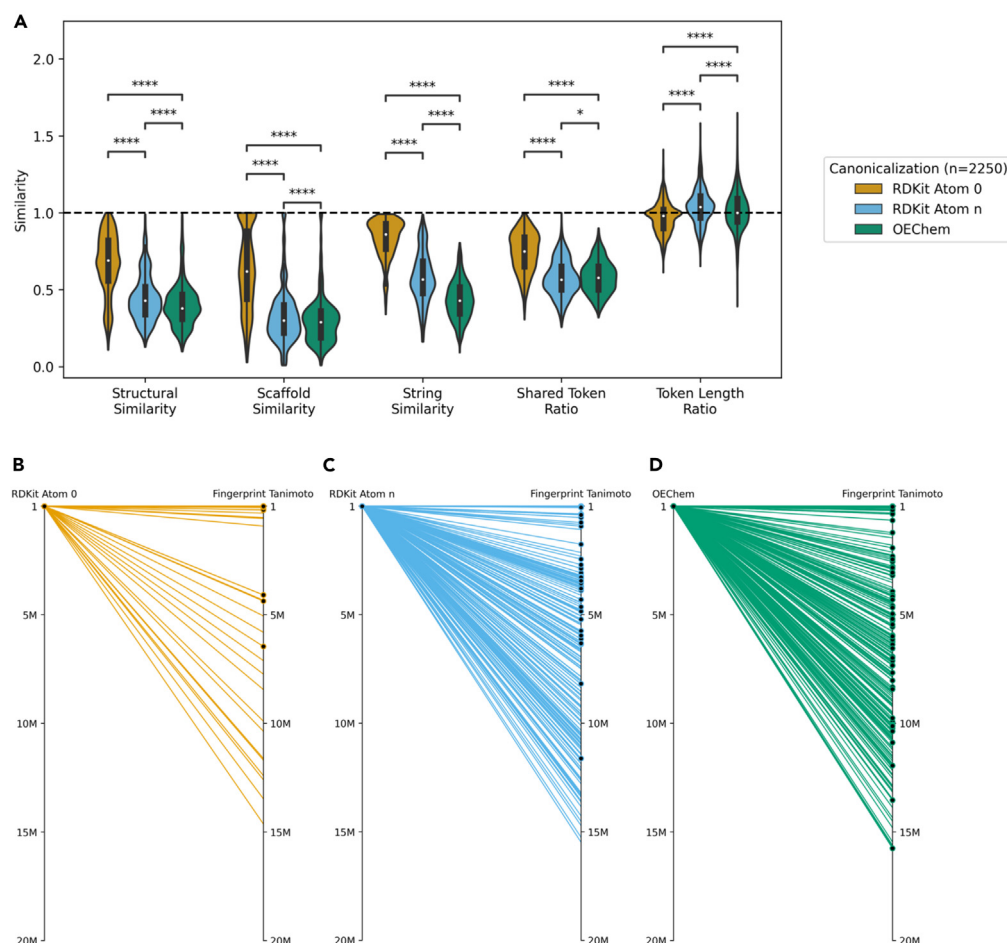 A
2.0
1.5
1.0
0.5
0.0
Similarity
**** **** ****
**** **** ****
**** **** ****
**** **** *
**** **** ****
Structural
Similarity
Scaffold
Similarity
String
Similarity
Shared Token
Ratio
Token Length
Ratio
Canonicalization (n=2250)
RDKit Atom 0
RDKit Atom n
OEChem
B
RDKit Atom 0 Fingerprint Tanimoto
1 1
5M 5M
10M 10M
15M 15M
20M 20M
C
RDKit Atom n Fingerprint Tanimoto
1 1
5M 5M
10M 10M
15M 15M
20M 20M
D
OEChem Fingerprint Tanimoto
1 1
5M 5M
10M 10M
15M 15M
20M 20M